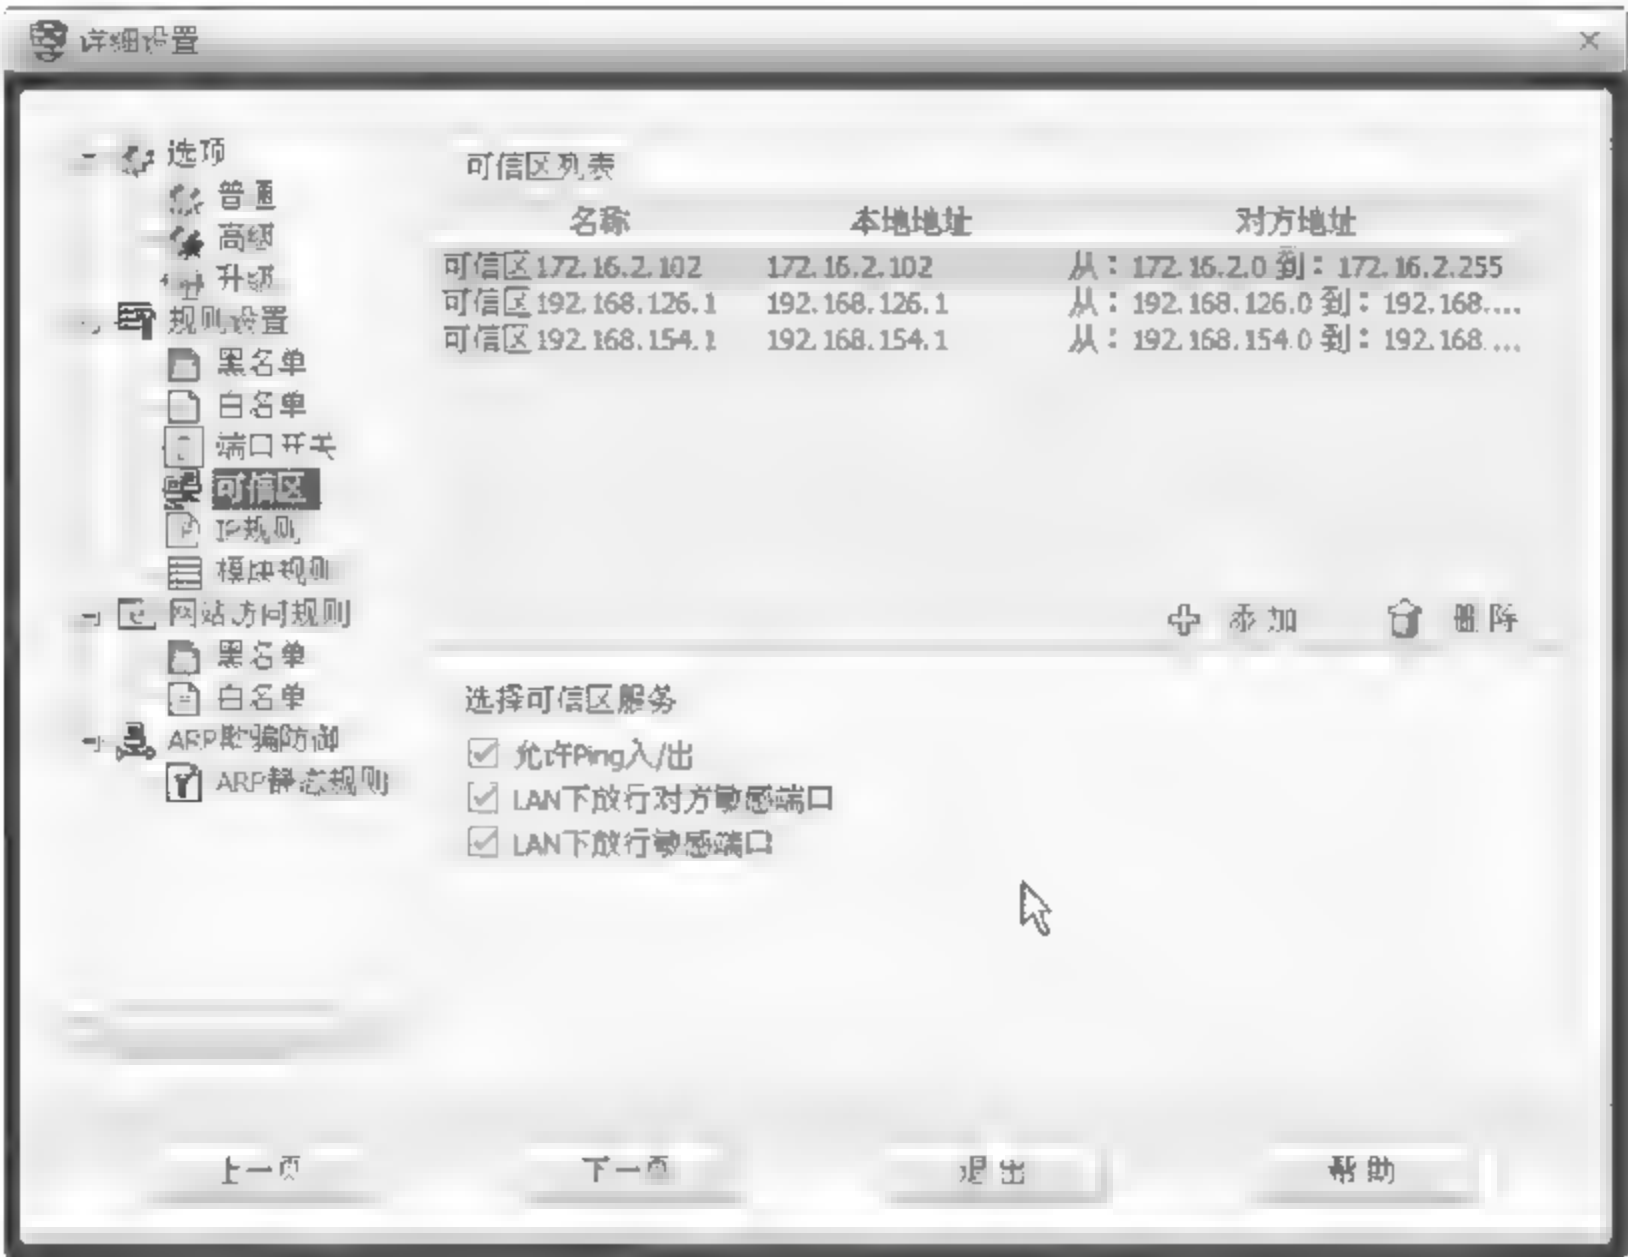 详细设置
选项
普通
高级
升级
规则设置
黑名单
白名单
端口开关
可信区
IP规则
模块规则
网站访问规则
黑名单
白名单
ARP欺骗防御
ARP静态规则
可信区列表
名称 本地地址 对方地址
可信区172.16.2.102 172.16.2.102 从：172.16.2.0 到：172.16.2.255
可信区192.168.126.1 192.168.126.1 从：192.168.126.0 到：192.168....
可信区192.168.154.1 192.168.154.1 从：192.168.154.0 到：192.168....
添加 删除
选择可信区服务
允许Ping入/出
LAN下放行对方敏感端口
LAN下放行敏感端口
上一页 下一页 退出 帮助